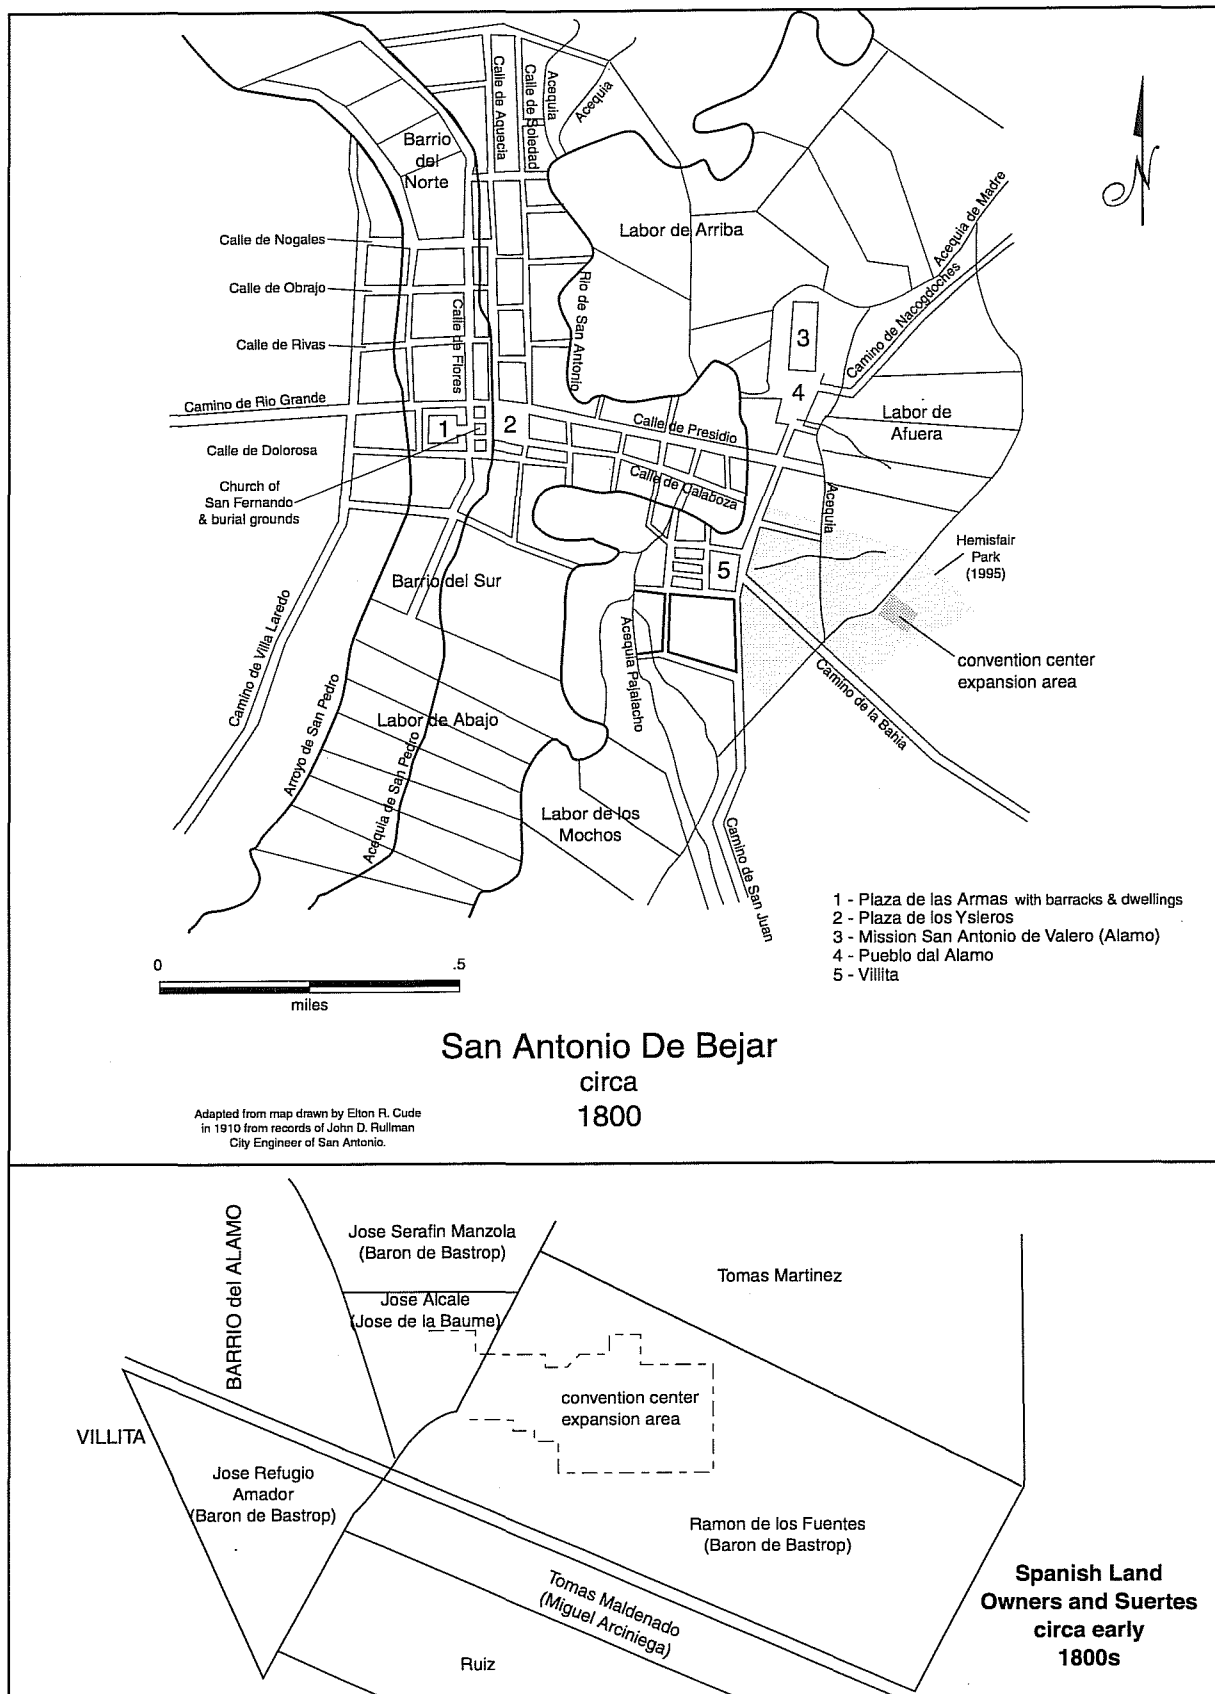 Calle de Aquecia
Calle de Soledad
Acequia
Acequia
Barrio
del
Norte
Calle de Nogales
Calle de Obrajo
Calle de Rivas
Calle de Flores
Camino de Rio Grande
Calle de Dolorosa
Church of
San Fernando
& burial grounds
1
2
Rio de San Antonio
Labor de Arriba
Acequia de Madre
Camino de Nacogdoches
N
3
4
Labor de
Afuera
Calle de Presidio
Calle de Calaboza
Acequia
Hemisfair
Park
(1995)
5
convention center
expansion area
Barrio del Sur
Camino de Villa Laredo
Arroyo de San Pedro
Labor de Abajo
Acequia de San Pedro
Acequia Pajalacho
Camino de la Bahia
Labor de los
Mochos
Camino de San Juan
1 - Plaza de las Armas with barracks & dwellings
2 - Plaza de los Ysleros
3 - Mission San Antonio de Valero (Alamo)
4 - Pueblo dal Alamo
5 - Villita
0 .5
miles
San Antonio De Bejar
circa
1800
Adapted from map drawn by Elton R. Cude
in 1910 from records of John D. Rullman
City Engineer of San Antonio.
BARRIO del ALAMO
Jose Serafin Manzola
(Baron de Bastrop)
Jose Alcale
(Jose de la Baume)
Tomas Martinez
convention center
expansion area
VILLITA
Jose Refugio
Amador
(Baron de Bastrop)
Ramon de los Fuentes
(Baron de Bastrop)
Tomas Maldenado
(Miguel Arciniega)
Ruiz
Spanish Land
Owners and Suertes
circa early
1800s